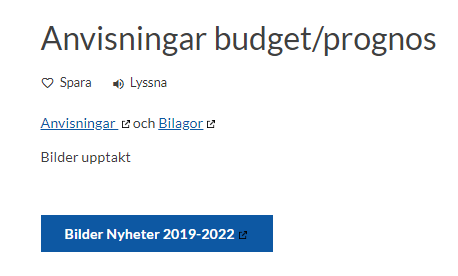 Anvisningar budget/prognos
Spara Lyssna
Anvisningar och Bilagor
Bilder upptakt
Bilder Nyheter 2019-2022